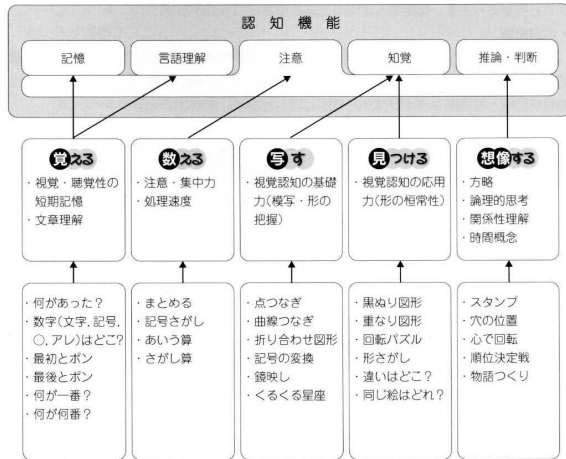 認知機能
記憶
言語理解
注意
知覚
推論・判断
覚える
・視覚・聴覚性の
短期記憶
・文章理解
数える
・注意・集中力
・処理速度
写す
・視覚認知の基礎
力(模写・形の
把握)
見つける
・視覚認知の応用
力(形の恒常性)
想像する
・方略
・論理的思考
・関係性理解
・時間概念
・何があった？
・数字(文字，記号，
○，アレ)はどこ？
・最初とポン
・最後とポン
・何が一番？
・何が何番？
・まとめる
・記号さがし
・あいう算
・さがし算
・点つなぎ
・曲線つなぎ
・折り合わせ図形
・記号の変換
・鏡映し
・くるくる星座
・黒ぬり図形
・重なり図形
・回転パズル
・形さがし
・違いはどこ？
・同じ絵はどれ？
・スタンプ
・穴の位置
・心で回転
・順位決定戦
・物語つくり